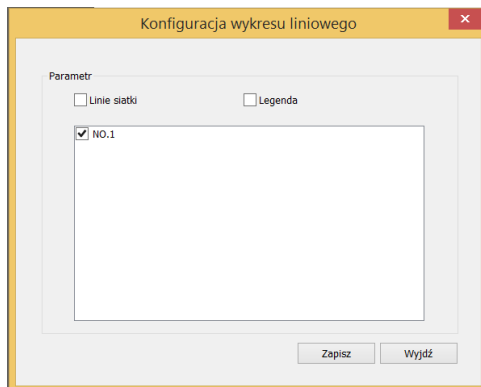 Konfiguracja wykresu liniowego
Parametr
Linie siatki Legenda
NO.1
Zapisz Wyjdź